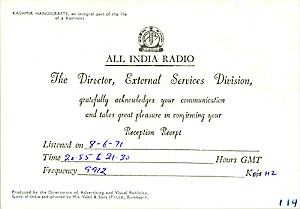 KASHMIR HANDICRAFTS, an integral part of the life
of a Kashmiri
ALL INDIA RADIO
The Director, External Services Division,
gratefully acknowledges your communication
and takes great pleasure in confirming your
Reception Report
Listened on 8-6-71
Time 20.55 & 21.30 Hours GMT
Frequency 9912 Kc/s HZ
Produced by the Directorate of Advertising and Visual Publicity,
Govt. of India and printed by M/s. Vakil & Sons (P) Ltd., Bombay-1.
119